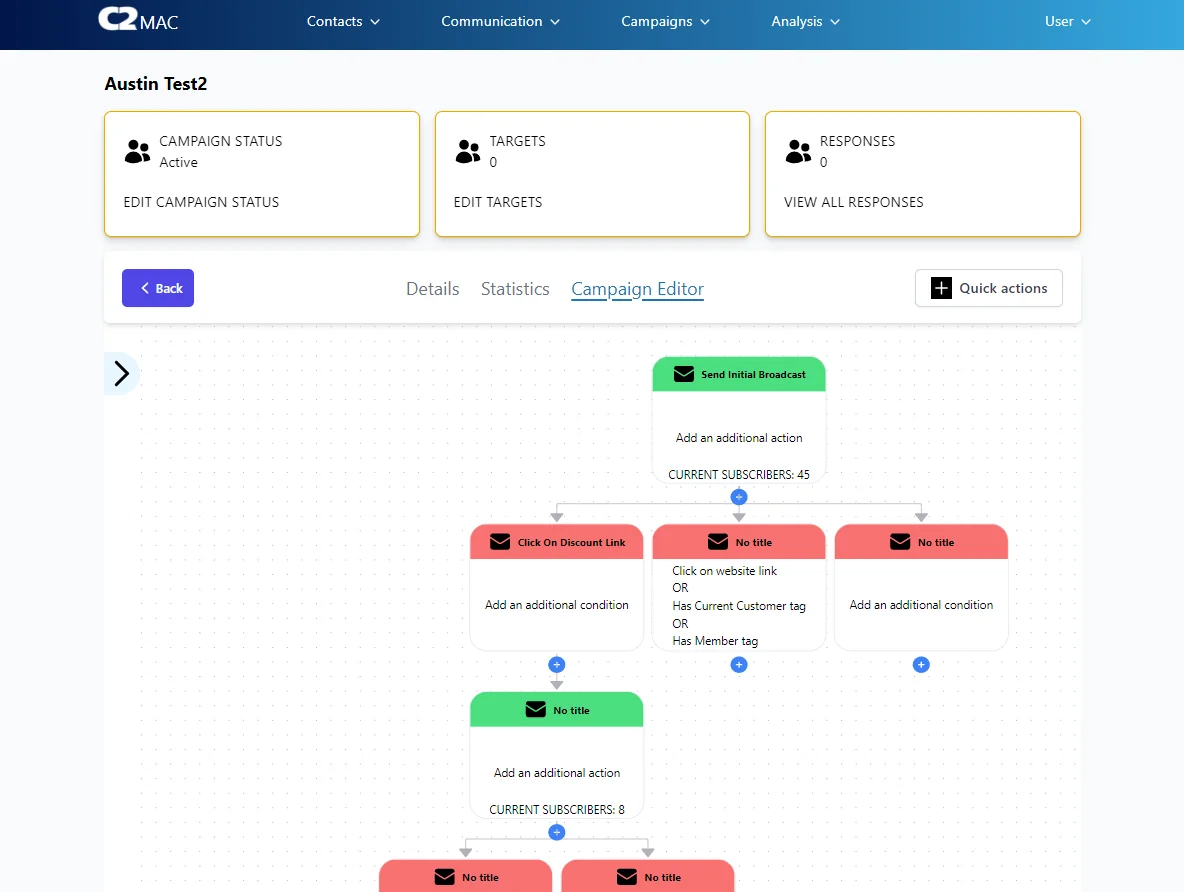 C2 MAC
Contacts
Communication
Campaigns
Analysis
User
Austin Test2
CAMPAIGN STATUS
Active
EDIT CAMPAIGN STATUS
TARGETS
0
EDIT TARGETS
RESPONSES
0
VIEW ALL RESPONSES
Back
Details
Statistics
Campaign Editor
Quick actions
Send Initial Broadcast
Add an additional action
CURRENT SUBSCRIBERS: 45
Click On Discount Link
Add an additional condition
No title
Click on website link
OR
Has Current Customer tag
OR
Has Member tag
No title
Add an additional condition
No title
Add an additional action
CURRENT SUBSCRIBERS: 8
No title
No title